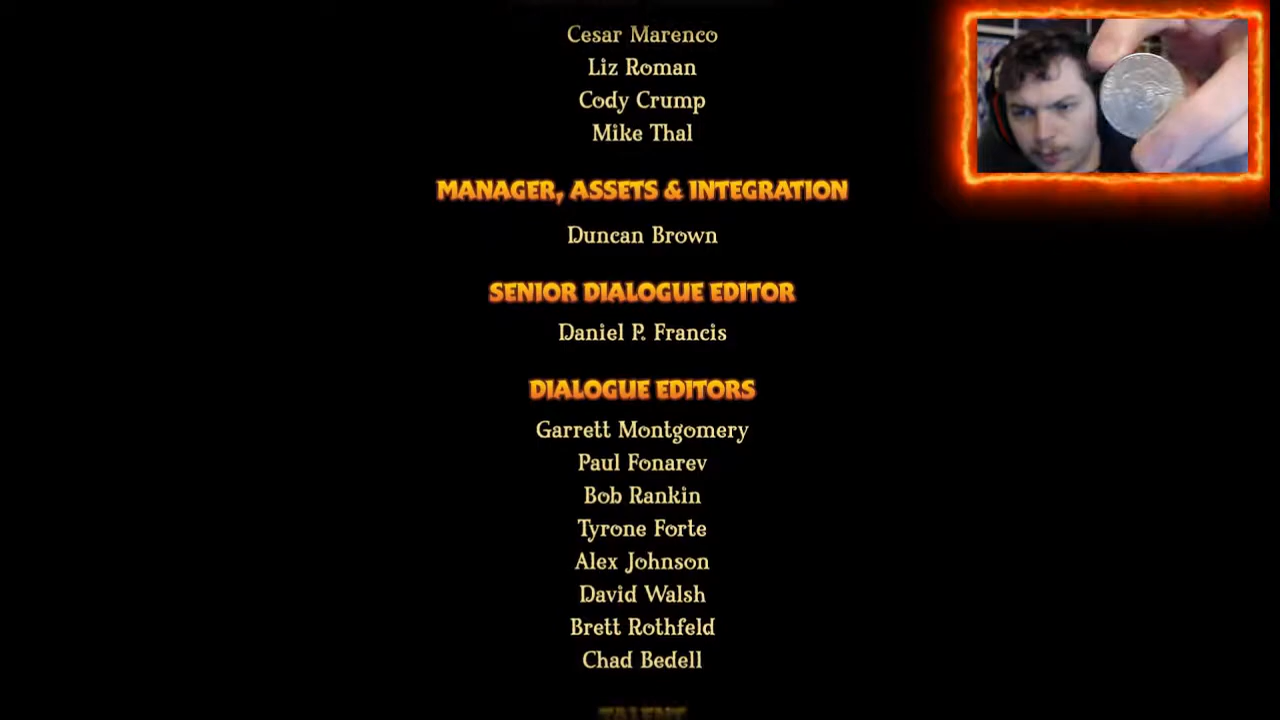 Cesar Marenco
Liz Roman
Cody Crump
Mike Thal
MANAGER, ASSETS & INTEGRATION
Duncan Brown
SENIOR DIALOGUE EDITOR
Daniel P. Francis
DIALOGUE EDITORS
Garrett Montgomery
Paul Fonarev
Bob Rankin
Tyrone Forte
Alex Johnson
David Walsh
Brett Rothfeld
Chad Bedell
TALENT